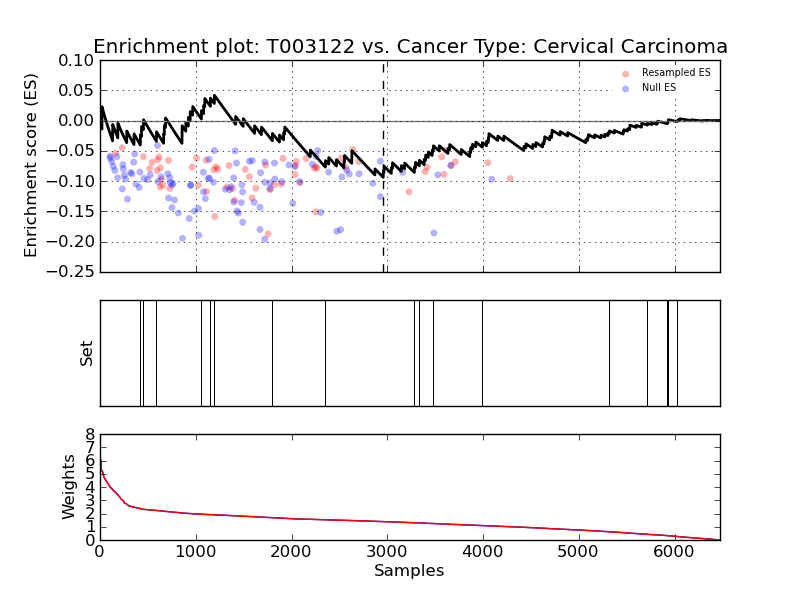 Enrichment plot: T003122 vs. Cancer Type: Cervical Carcinoma
Enrichment score (ES)
0.10
0.05
0.00
−0.05
−0.10
−0.15
−0.20
−0.25
Resampled ES
Null ES
Set
Weights
8
7
6
5
4
3
2
1
0
0 1000 2000 3000 4000 5000 6000
Samples